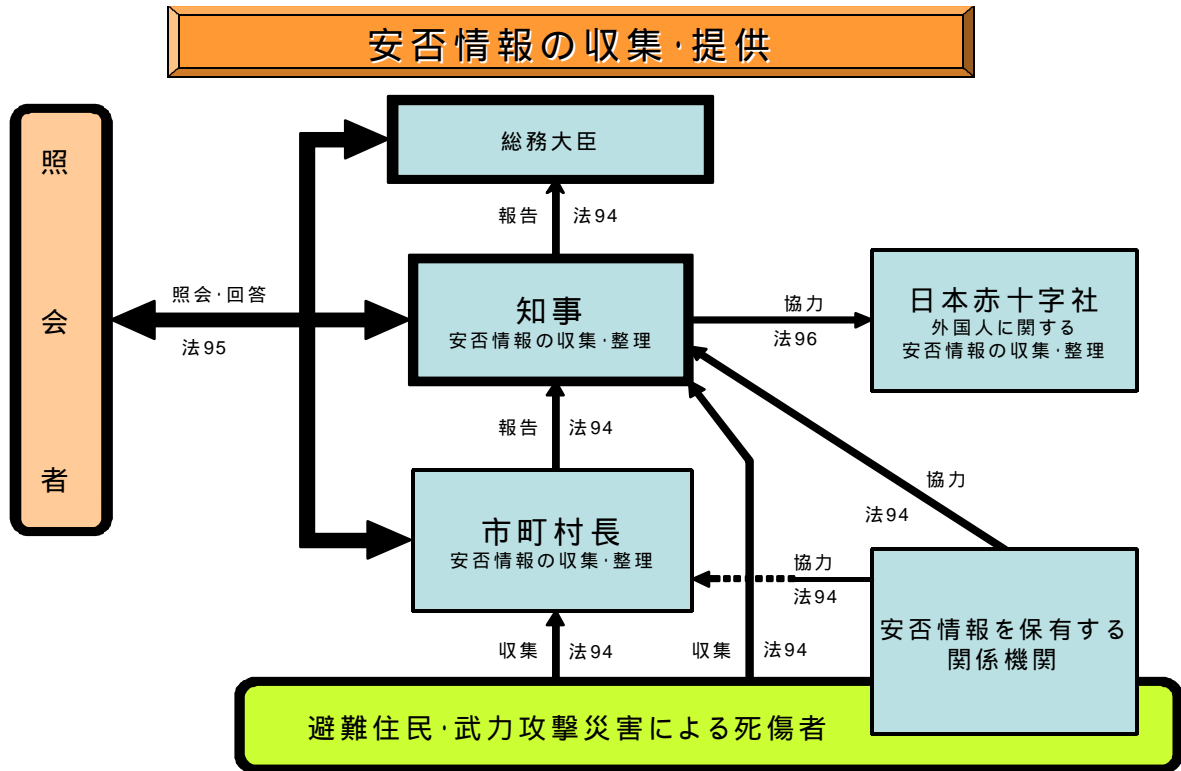 安否情報の収集･提供
照会者
総務大臣
報告 法94
照会･回答
法95
知事
安否情報の収集･整理
協力
法96
日本赤十字社
外国人に関する
安否情報の収集･整理
報告 法94
協力
法94
市町村長
安否情報の収集･整理
協力
法94
安否情報を保有する
関係機関
収集 法94
収集 法94
避難住民･武力攻撃災害による死傷者